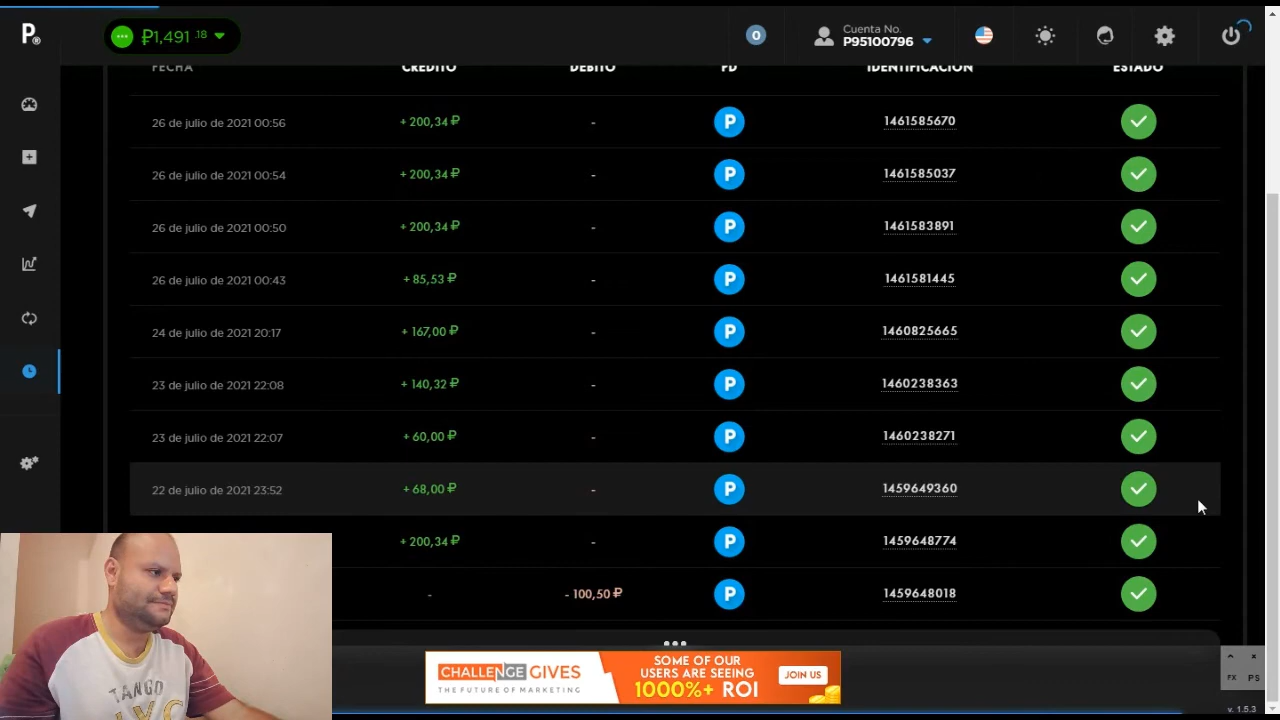 P®
₽1,491 .18
0
Cuenta No.
P95100796
FECHA CRÉDITO DÉBITO PD IDENTIFICACIÓN ESTADO
26 de julio de 2021 00:56 + 200,34 ₽ - P 1461585670
26 de julio de 2021 00:54 + 200,34 ₽ - P 1461585037
26 de julio de 2021 00:50 + 200,34 ₽ - P 1461583891
26 de julio de 2021 00:43 + 85,53 ₽ - P 1461581445
24 de julio de 2021 20:17 + 167,00 ₽ - P 1460825665
23 de julio de 2021 22:08 + 140,32 ₽ - P 1460238363
23 de julio de 2021 22:07 + 60,00 ₽ - P 1460238271
22 de julio de 2021 23:52 + 68,00 ₽ - P 1459649360
+ 200,34 ₽ - P 1459648774
- - 100,50 ₽ P 1459648018
CHALLENGE GIVES
THE FUTURE OF MARKETING
SOME OF OUR
USERS ARE SEEING
1000%+ ROI
JOIN US
TANGO
FX PS
v. 1.5.3